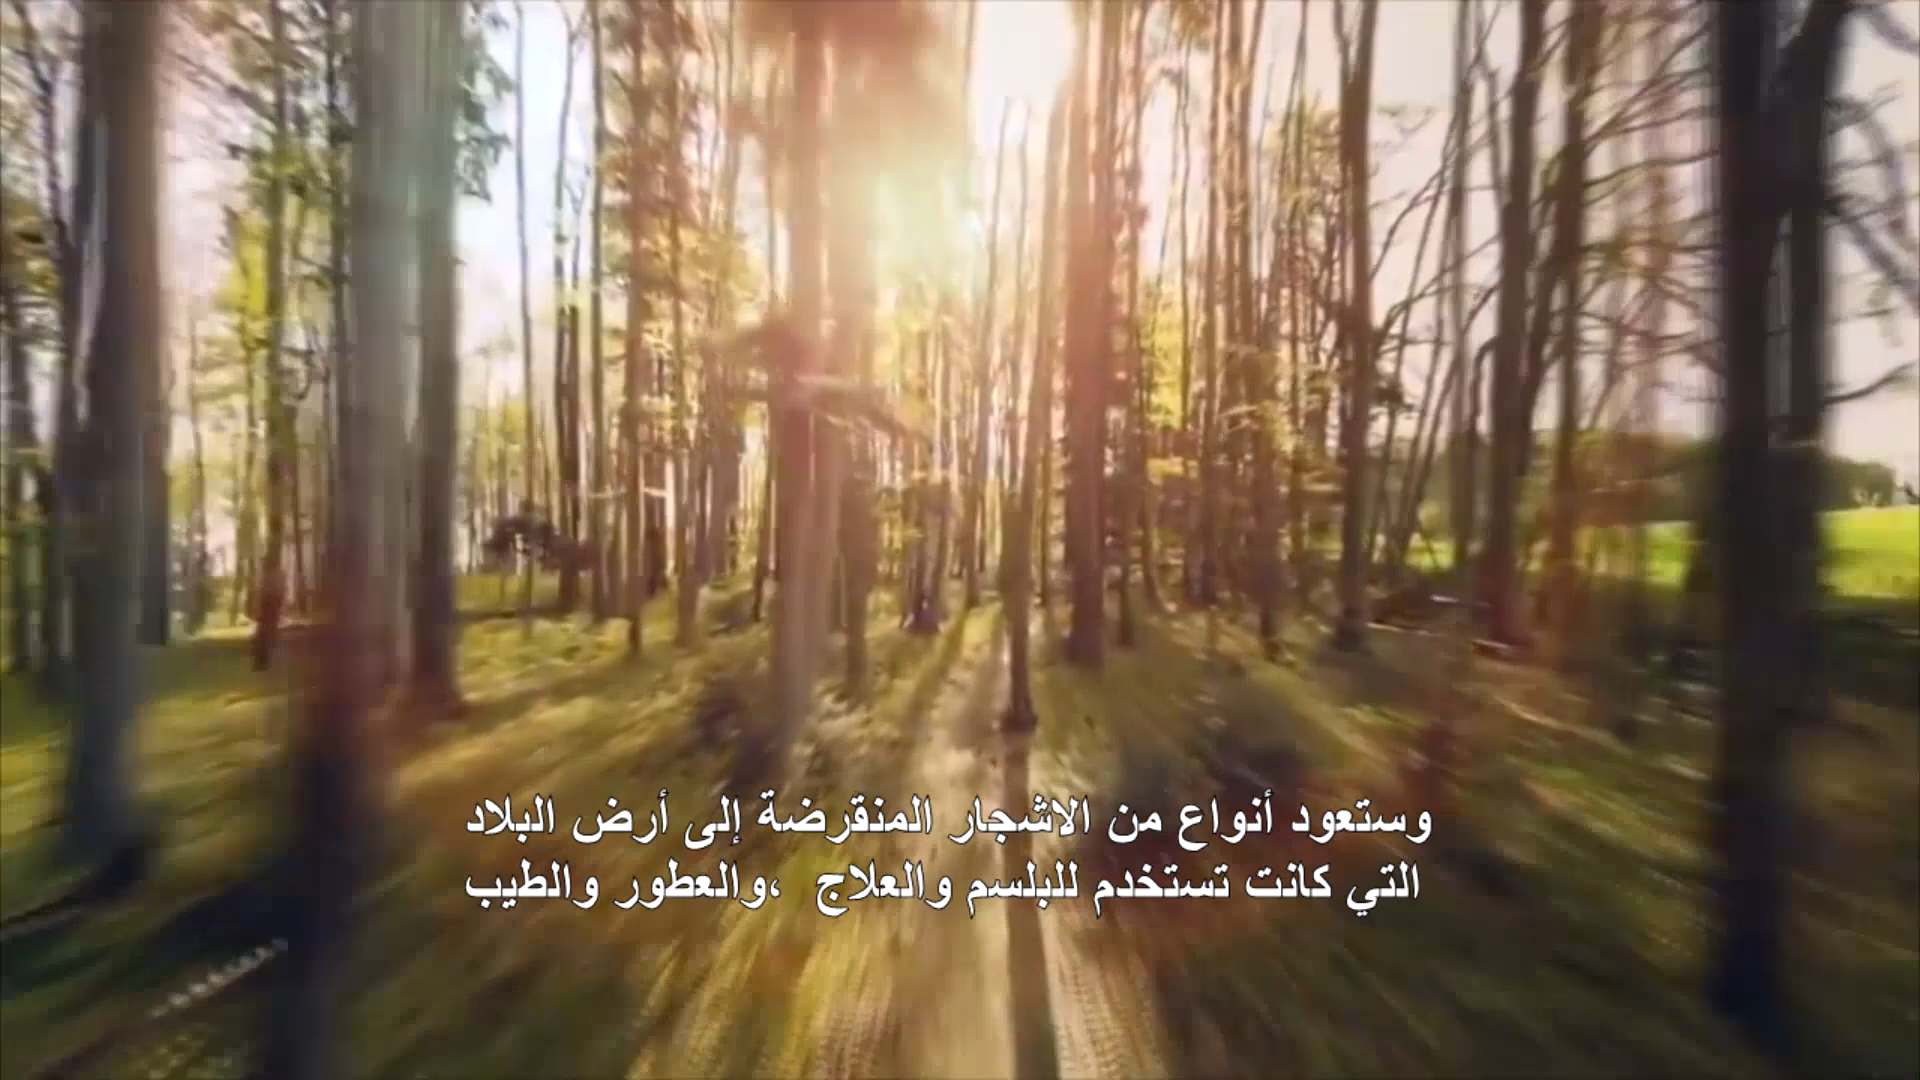 وستعود أنواع من الاشجار المنقرضة إلى أرض البلاد
التي كانت تستخدم للبلسم والعلاج ،والعطور والطيب